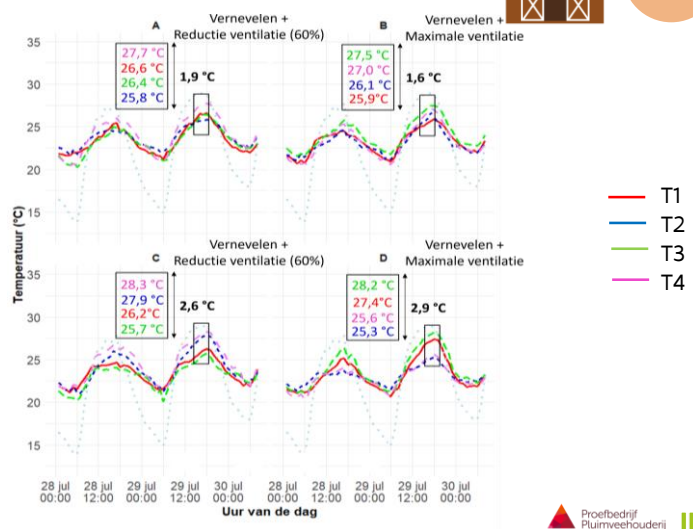 A
Vernevelen +
Reductie ventilatie (60%)
B
Vernevelen +
Maximale ventilatie
35
30
25
20
15
27,7 °C
26,6 °C
26,4 °C
25,8 °C
1,9 °C
27,5 °C
27,0 °C
26,1 °C
25,9°C
1,6 °C
Temperatuur (°C)
T1
T2
T3
T4
C
Vernevelen +
Reductie ventilatie (60%)
D
Vernevelen +
Maximale ventilatie
35
30
25
20
15
28,3 °C
27,9 °C
26,2°C
25,7 °C
2,6 °C
28,2 °C
27,4°C
25,6 °C
25,3 °C
2,9 °C
28 jul 28 jul 29 jul 29 jul 30 jul 28 jul 28 jul 29 jul 29 jul 30 jul
00:00 12:00 00:00 12:00 00:00 00:00 12:00 00:00 12:00 00:00
Uur van de dag
Proefbedrijf
Pluimveehouderij